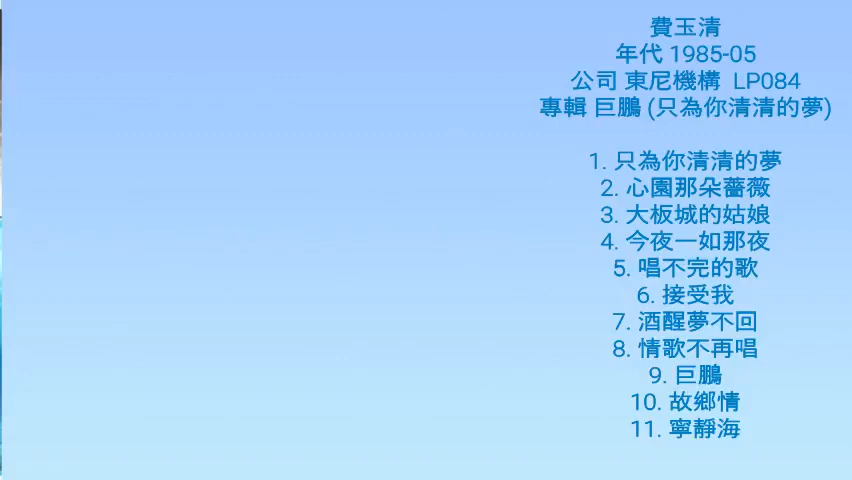 費玉清
年代 1985-05
公司 東尼機構 LP084
專輯 巨鵬 (只為你清清的夢)
1. 只為你清清的夢
2. 心園那朵薔薇
3. 大板城的姑娘
4. 今夜一如那夜
5. 唱不完的歌
6. 接受我
7. 酒醒夢不回
8. 情歌不再唱
9. 巨鵬
10. 故鄉情
11. 寧靜海